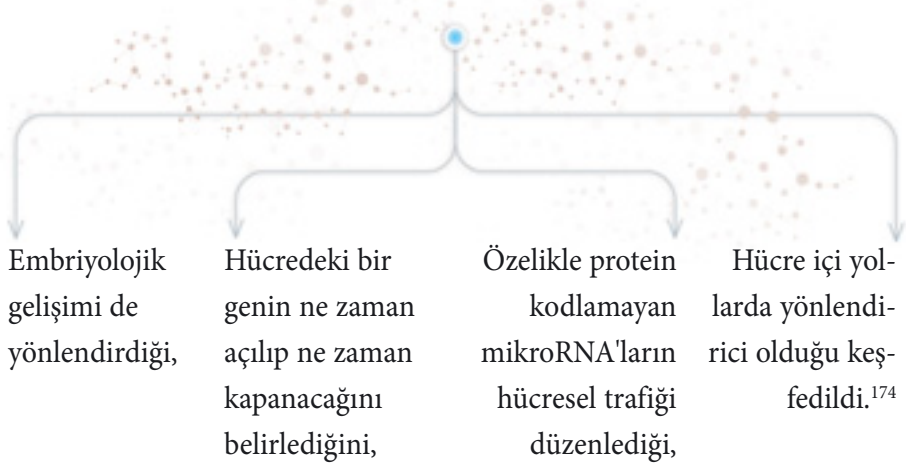 Embriyolojik
gelişimi de
yönlendirdiği,
Hücredeki bir
genin ne zaman
açılıp ne zaman
kapanacağını
belirlediğini,
Özelikle protein
kodlamayan
mikroRNA'ların
hücresel trafiği
düzenlediği,
Hücre içi yol-
larda yönlendi-
rici olduğu keş-
fedildi.174